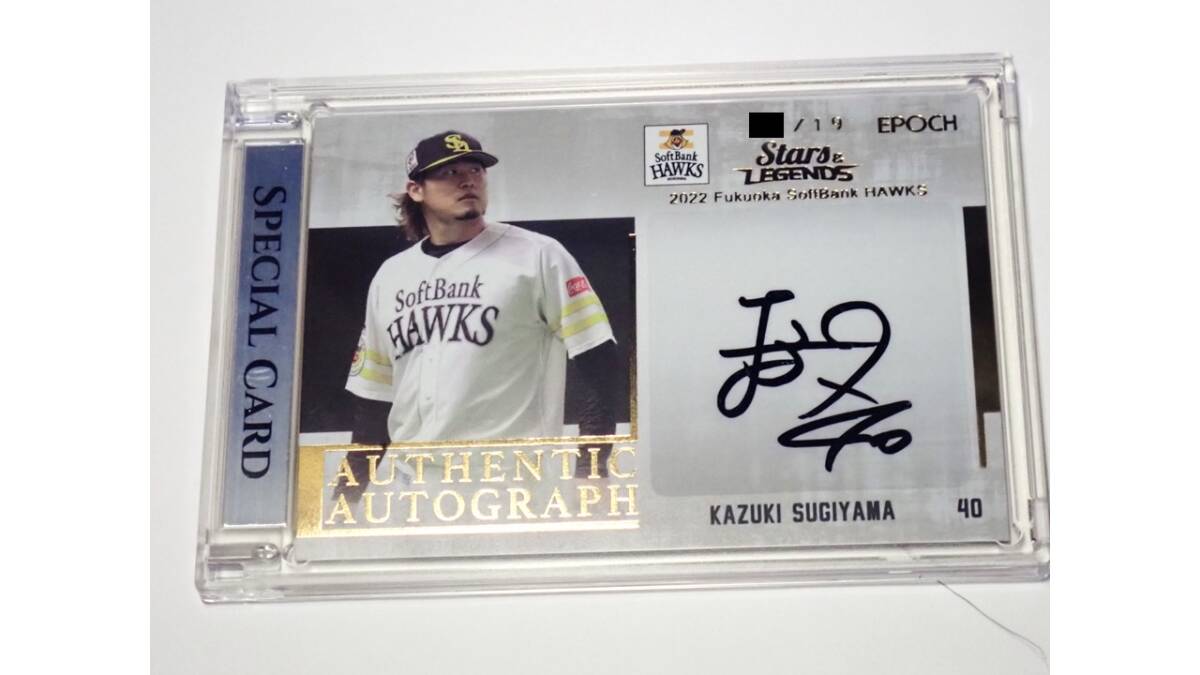 SPECIAL CARD
/19 EPOCH
SoftBank
HAWKS
Stars &
LEGENDS
2022 Fukuoka SoftBank HAWKS
SoftBank
HAWKS
AUTHENTIC
AUTOGRAPH
KAZUKI SUGIYAMA 40